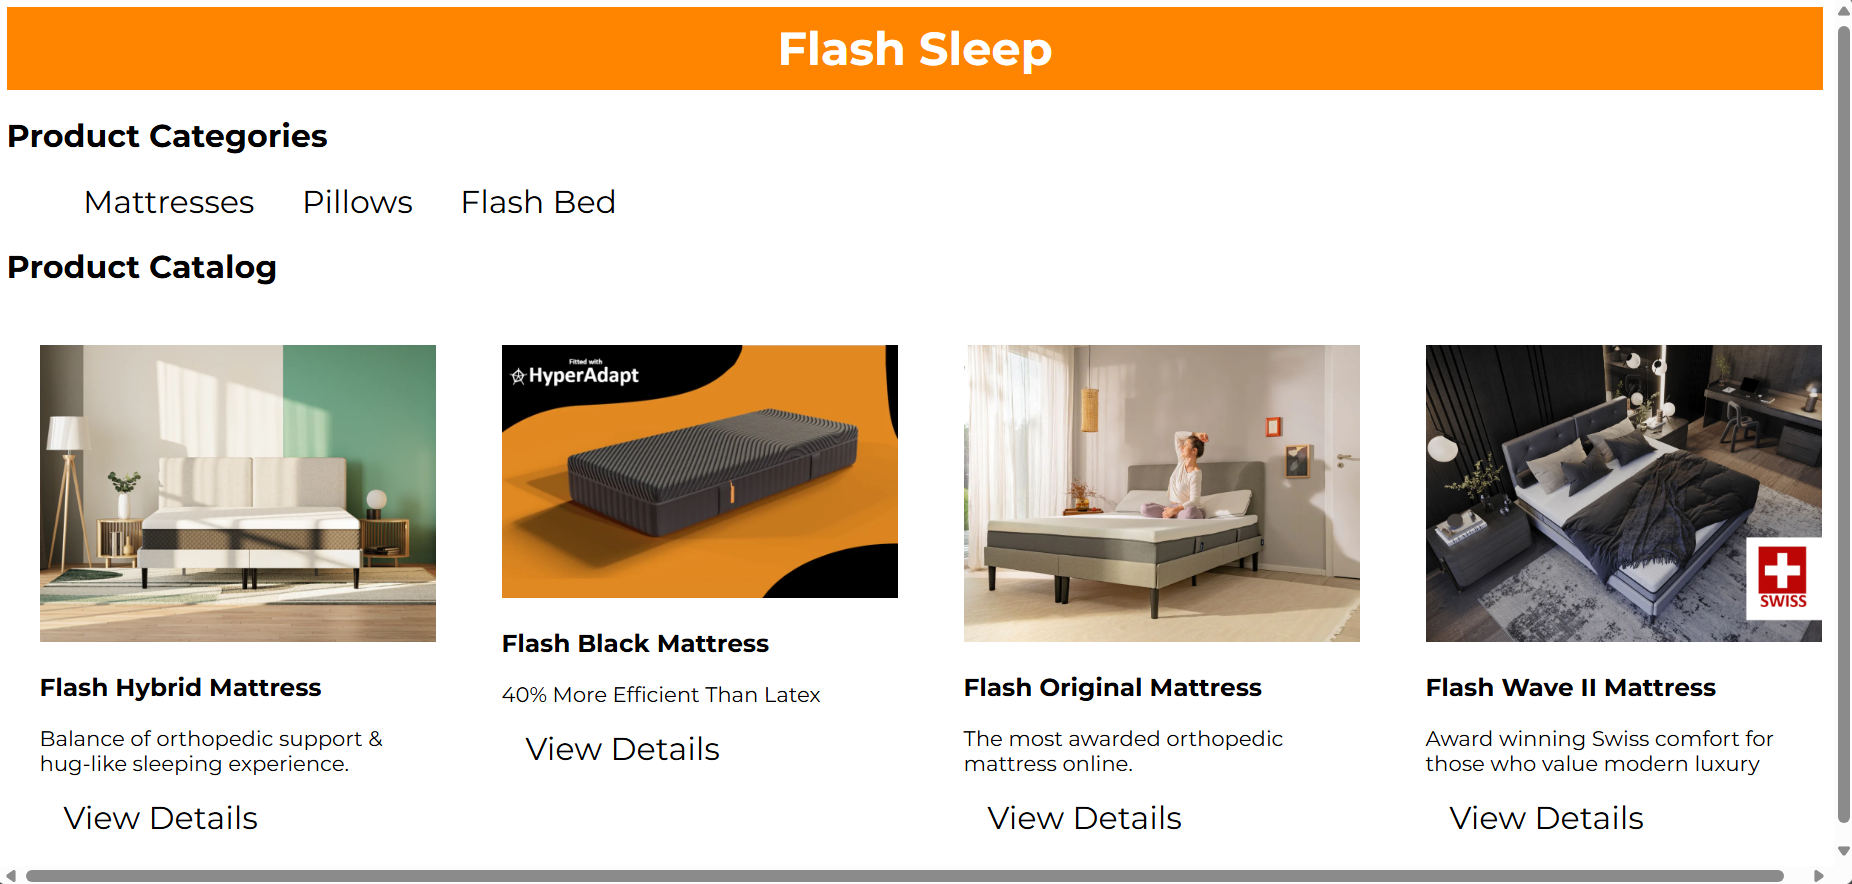 Flash Sleep
Product Categories
Mattresses Pillows Flash Bed
Product Catalog
Fitted with
HyperAdapt
SWISS
Flash Hybrid Mattress
Balance of orthopedic support &
hug-like sleeping experience.
View Details
Flash Black Mattress
40% More Efficient Than Latex
View Details
Flash Original Mattress
The most awarded orthopedic
mattress online.
View Details
Flash Wave II Mattress
Award winning Swiss comfort for
those who value modern luxury
View Details